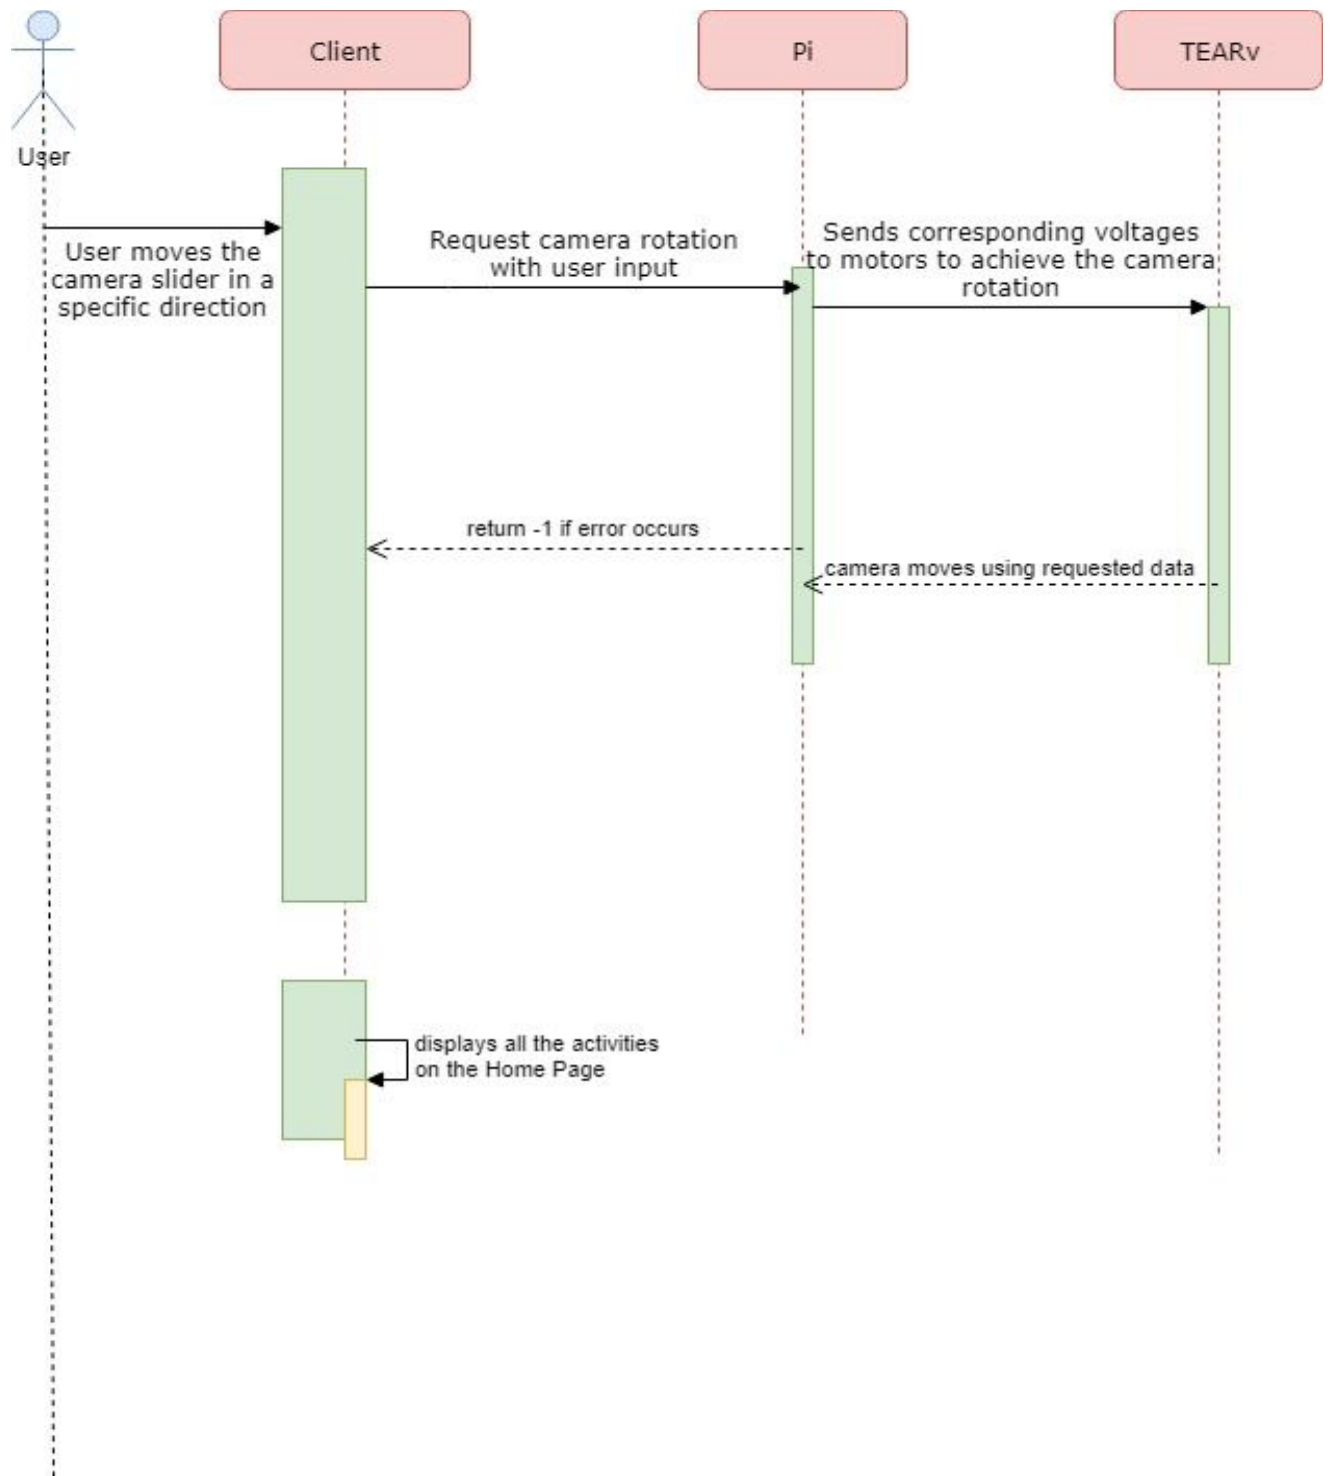 Client
Pi
TEARv
User
User moves the
camera slider in a
specific direction
Request camera rotation
with user input
Sends corresponding voltages
to motors to achieve the camera
rotation
return -1 if error occurs
camera moves using requested data
displays all the activities
on the Home Page